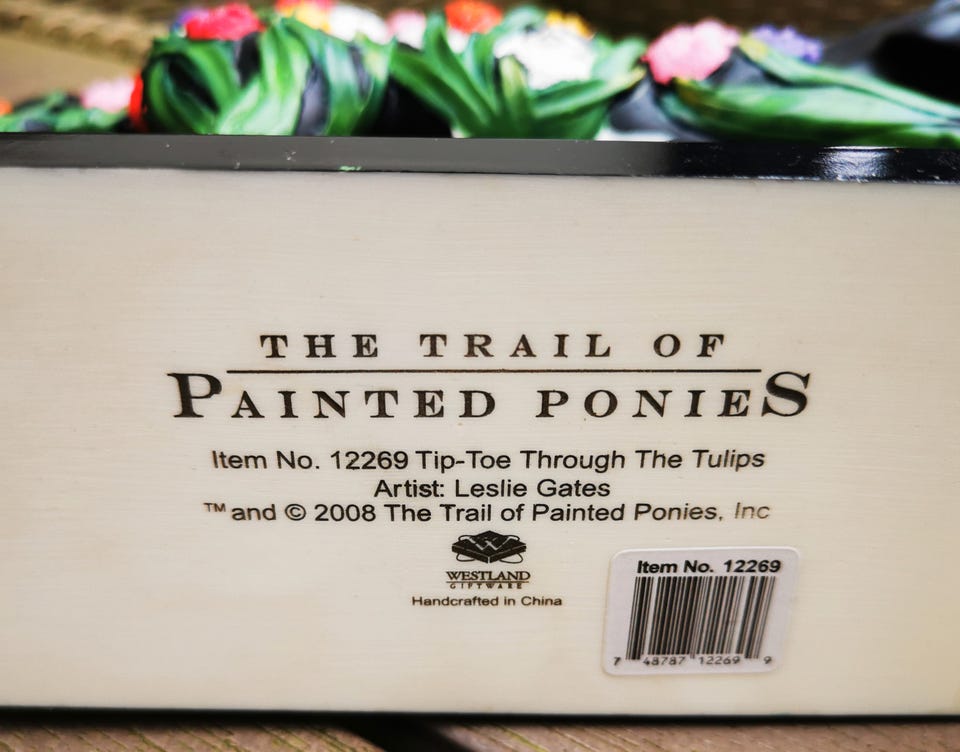 THE TRAIL OF
PAINTED PONIES
Item No. 12269 Tip-Toe Through The Tulips
Artist: Leslie Gates
™ and © 2008 The Trail of Painted Ponies, Inc
WESTLAND
GIFTWARE
Handcrafted in China
Item No. 12269
7 48787 12269 9